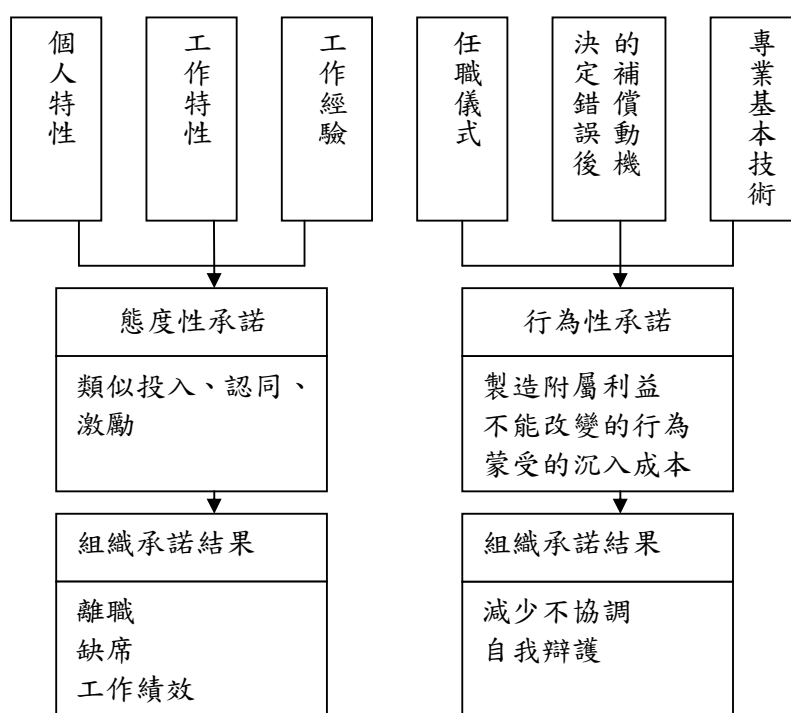 個人特性
工作特性
工作經驗
任職儀式
決定錯誤後
的補償動機
專業基本技術
態度性承諾
類似投入、認同、
激勵
組織承諾結果
離職
缺席
工作績效
行為性承諾
製造附屬利益
不能改變的行為
蒙受的沉入成本
組織承諾結果
減少不協調
自我辯護